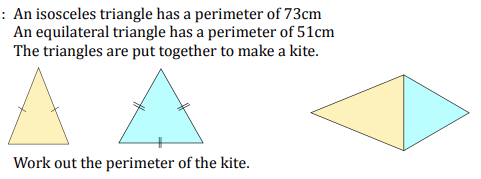 : An isosceles triangle has a perimeter of 73cm
An equilateral triangle has a perimeter of 51cm
The triangles are put together to make a kite.
Work out the perimeter of the kite.